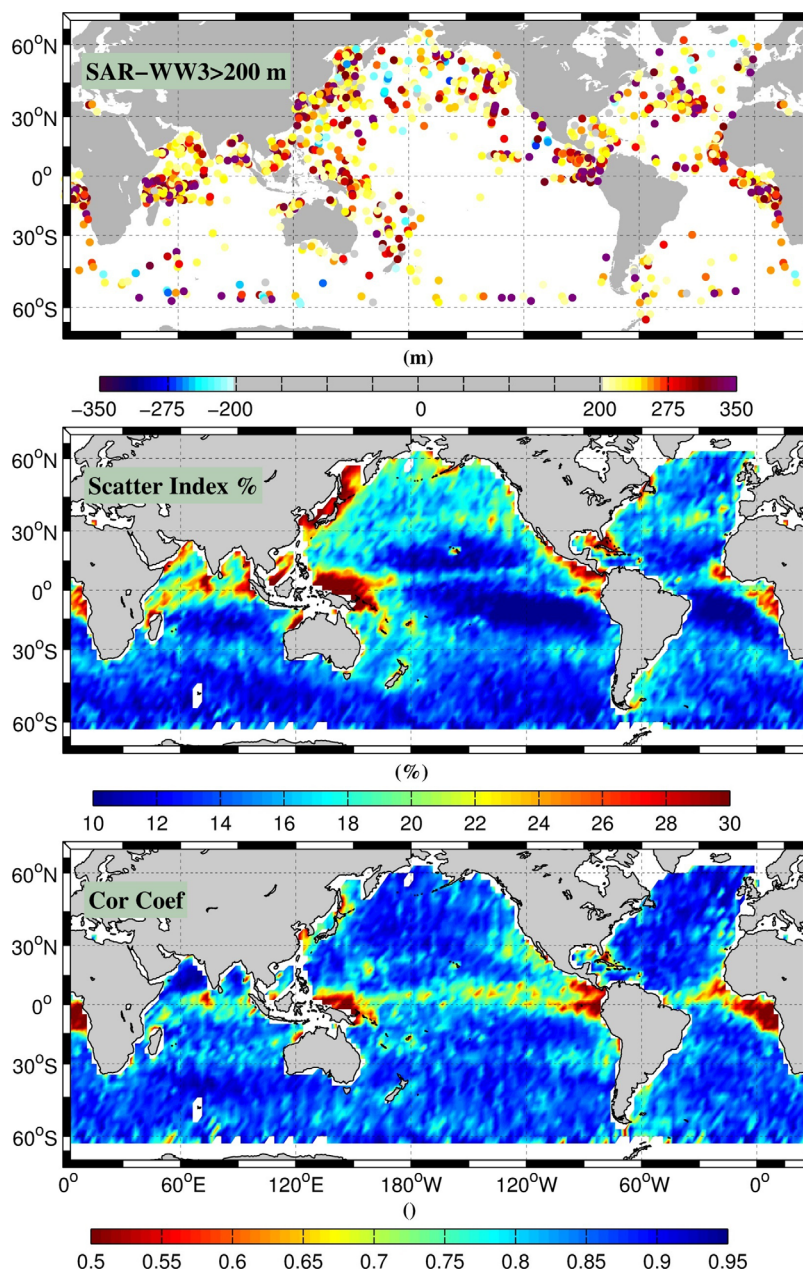 60°N
SAR−WW3>200 m
30°N
0°
30°S
60°S
(m)
−350 −275 −200 0 200 275 350
60°N
Scatter Index %
30°N
0°
30°S
60°S
(%)
10 12 14 16 18 20 22 24 26 28 30
60°N
Cor Coef
30°N
0°
30°S
60°S
0° 60°E 120°E 180°W 120°W 60°W 0°
()
0.5 0.55 0.6 0.65 0.7 0.75 0.8 0.85 0.9 0.95